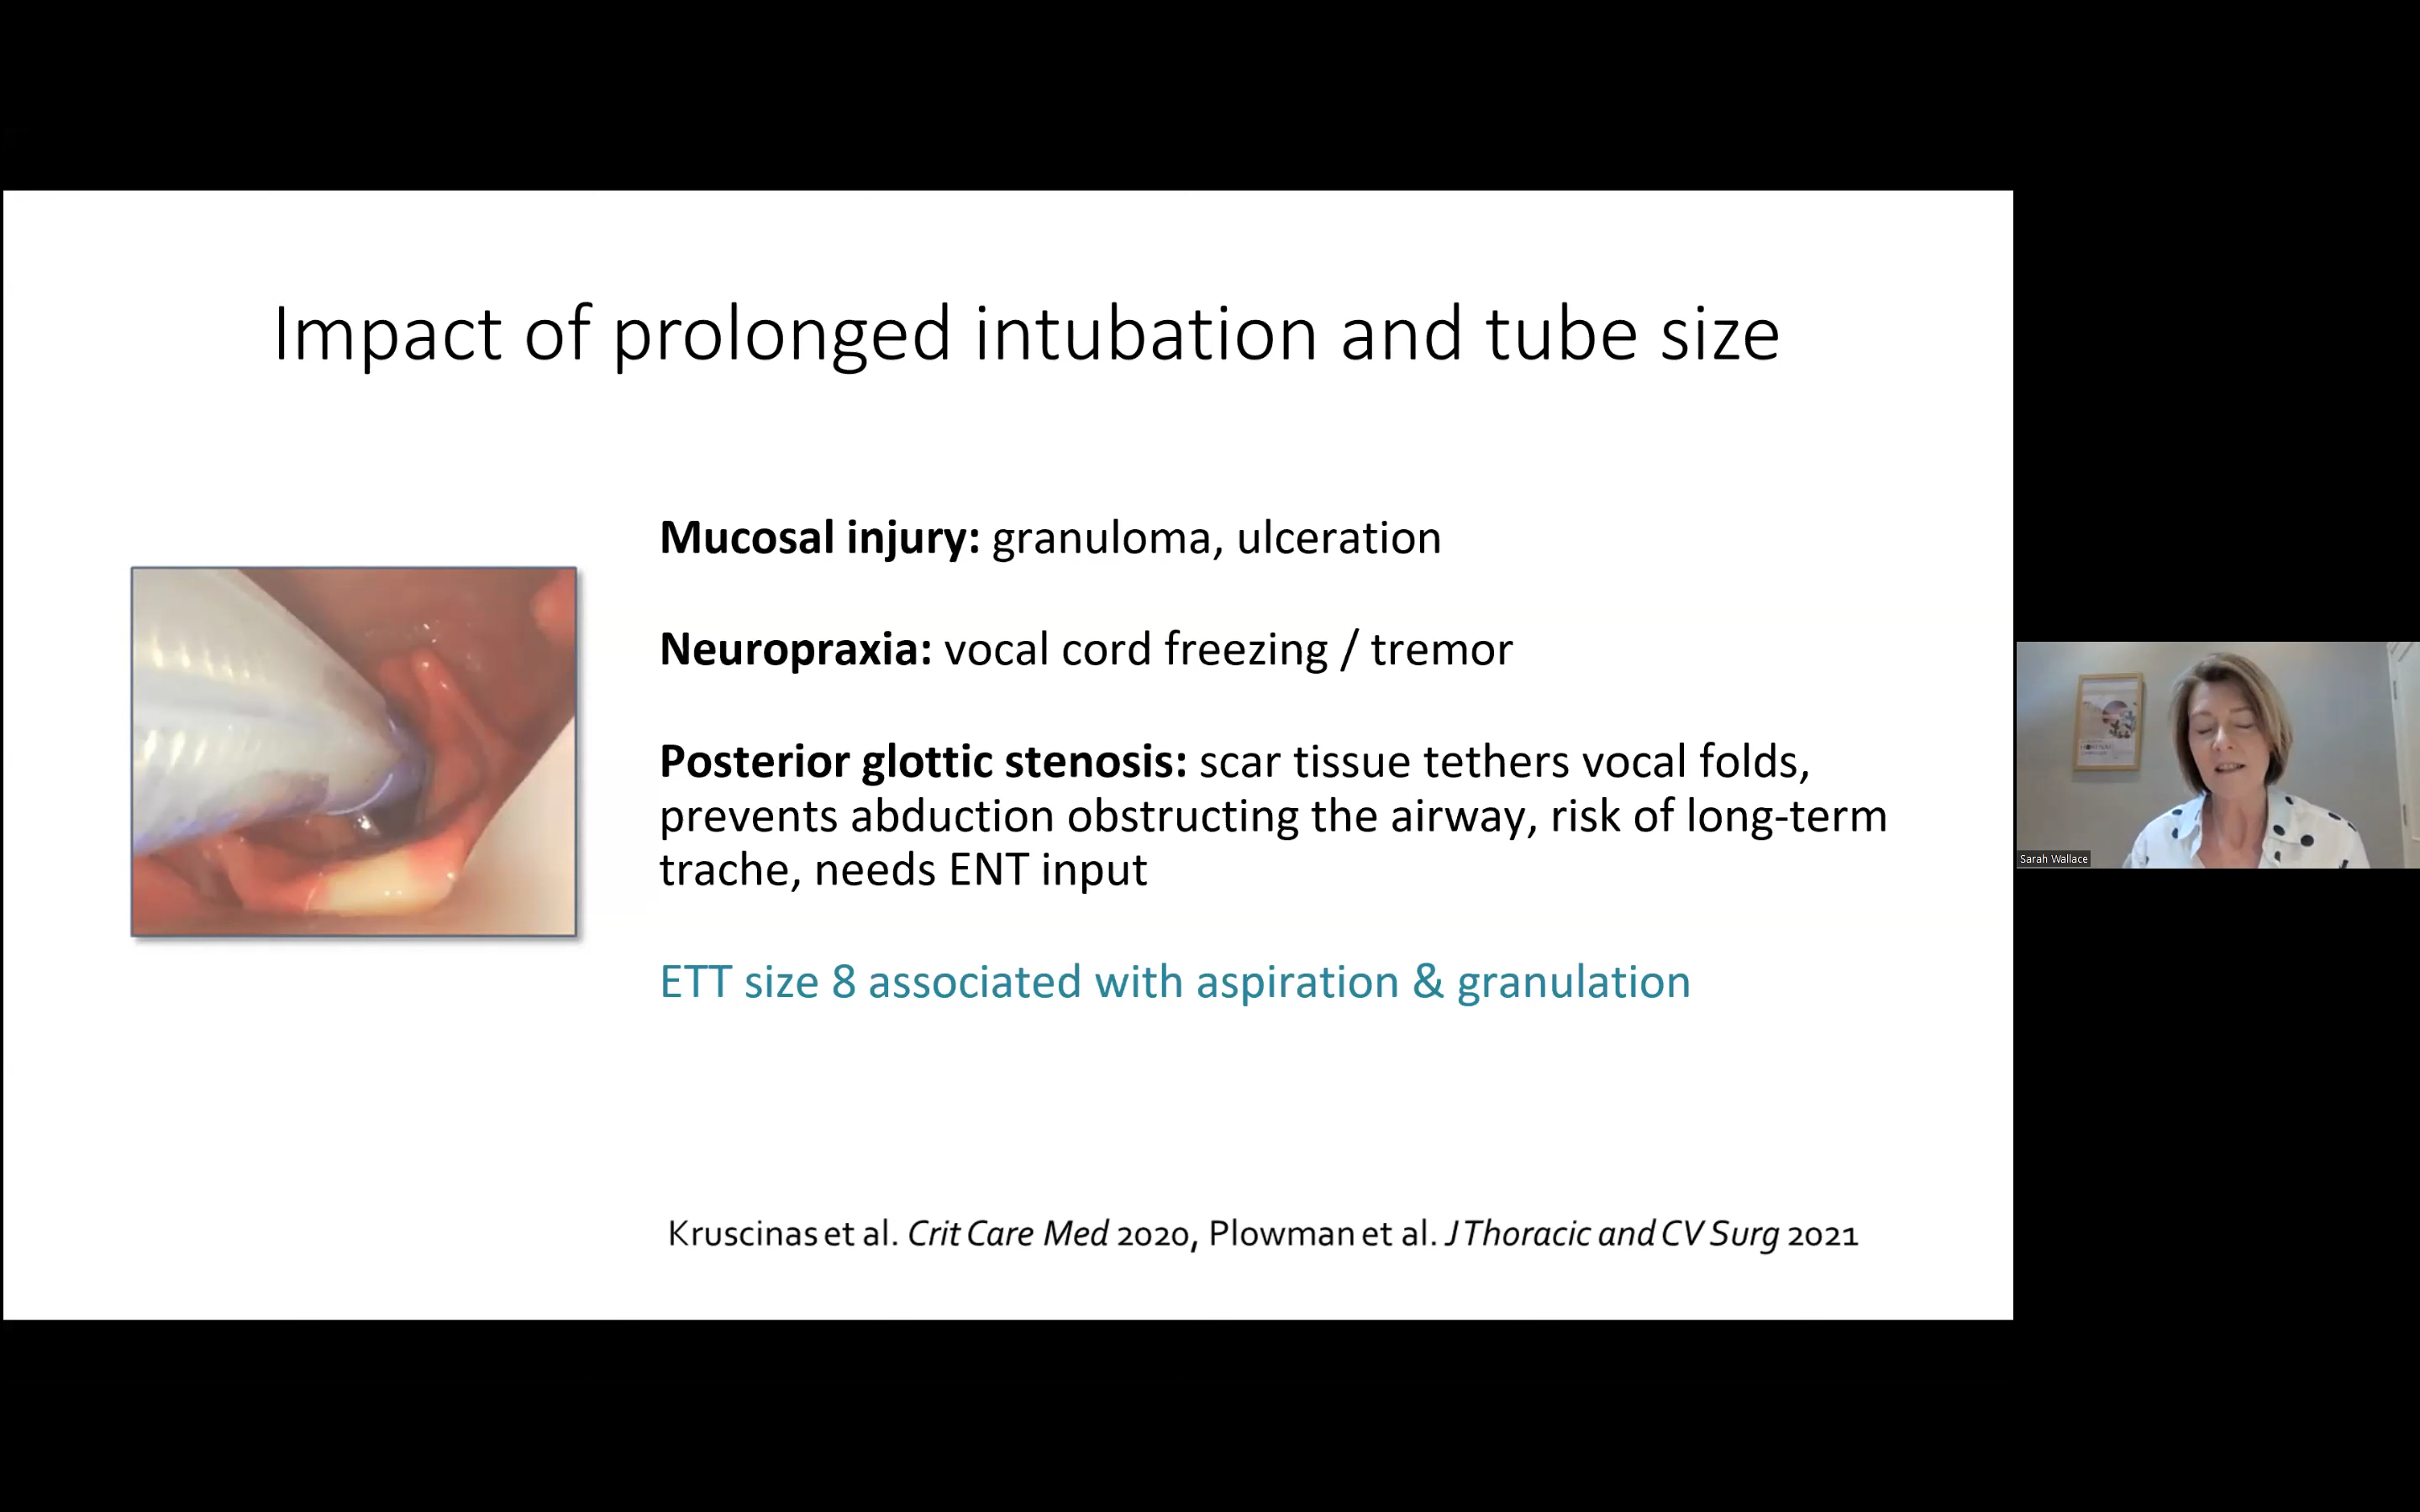 Impact of prolonged intubation and tube size
Mucosal injury: granuloma, ulceration
Neuropraxia: vocal cord freezing / tremor
Posterior glottic stenosis: scar tissue tethers vocal folds,
prevents abduction obstructing the airway, risk of long-term
trache, needs ENT input
ETT size 8 associated with aspiration & granulation
Kruscinas et al. Crit Care Med 2020, Plowman et al. J Thoracic and CV Surg 2021
Sarah Wallace